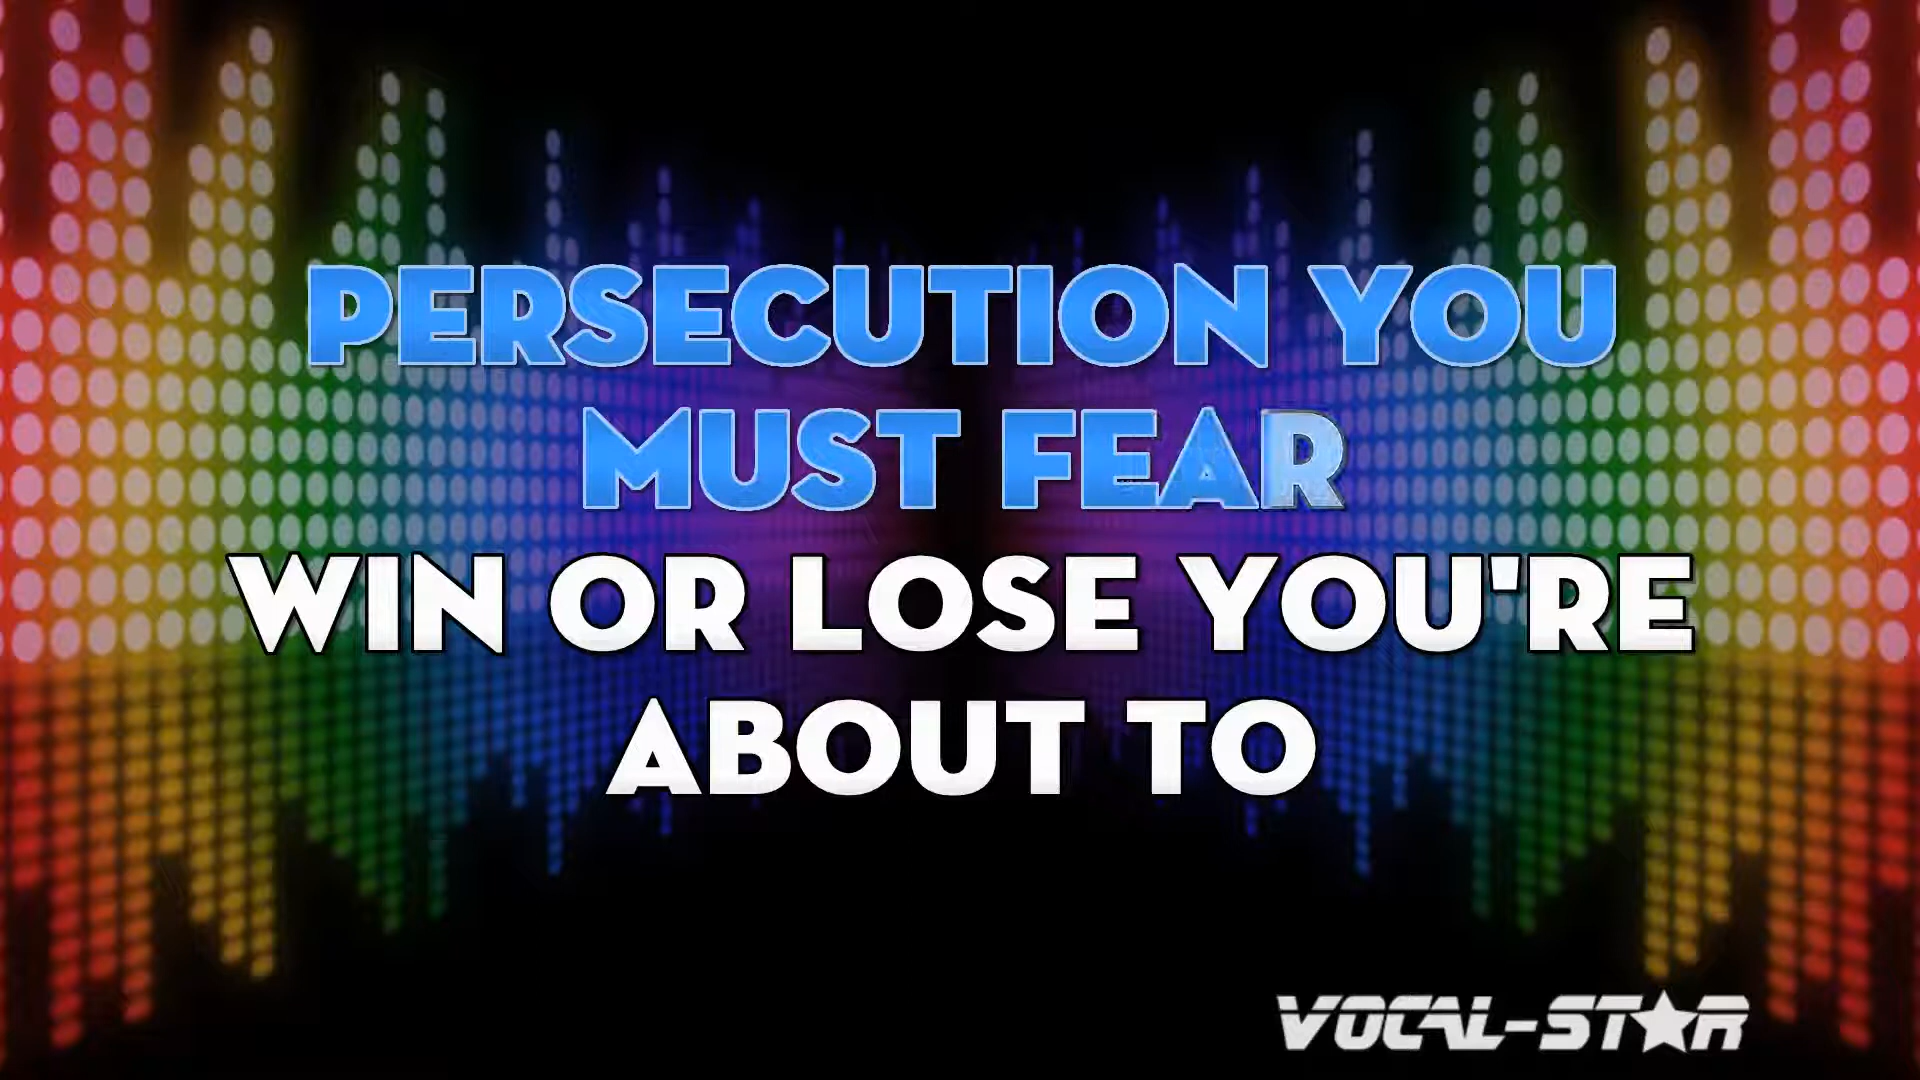 PERSECUTION YOU
MUST FEAR
WIN OR LOSE YOU'RE
ABOUT TO
VOCAL-STAR